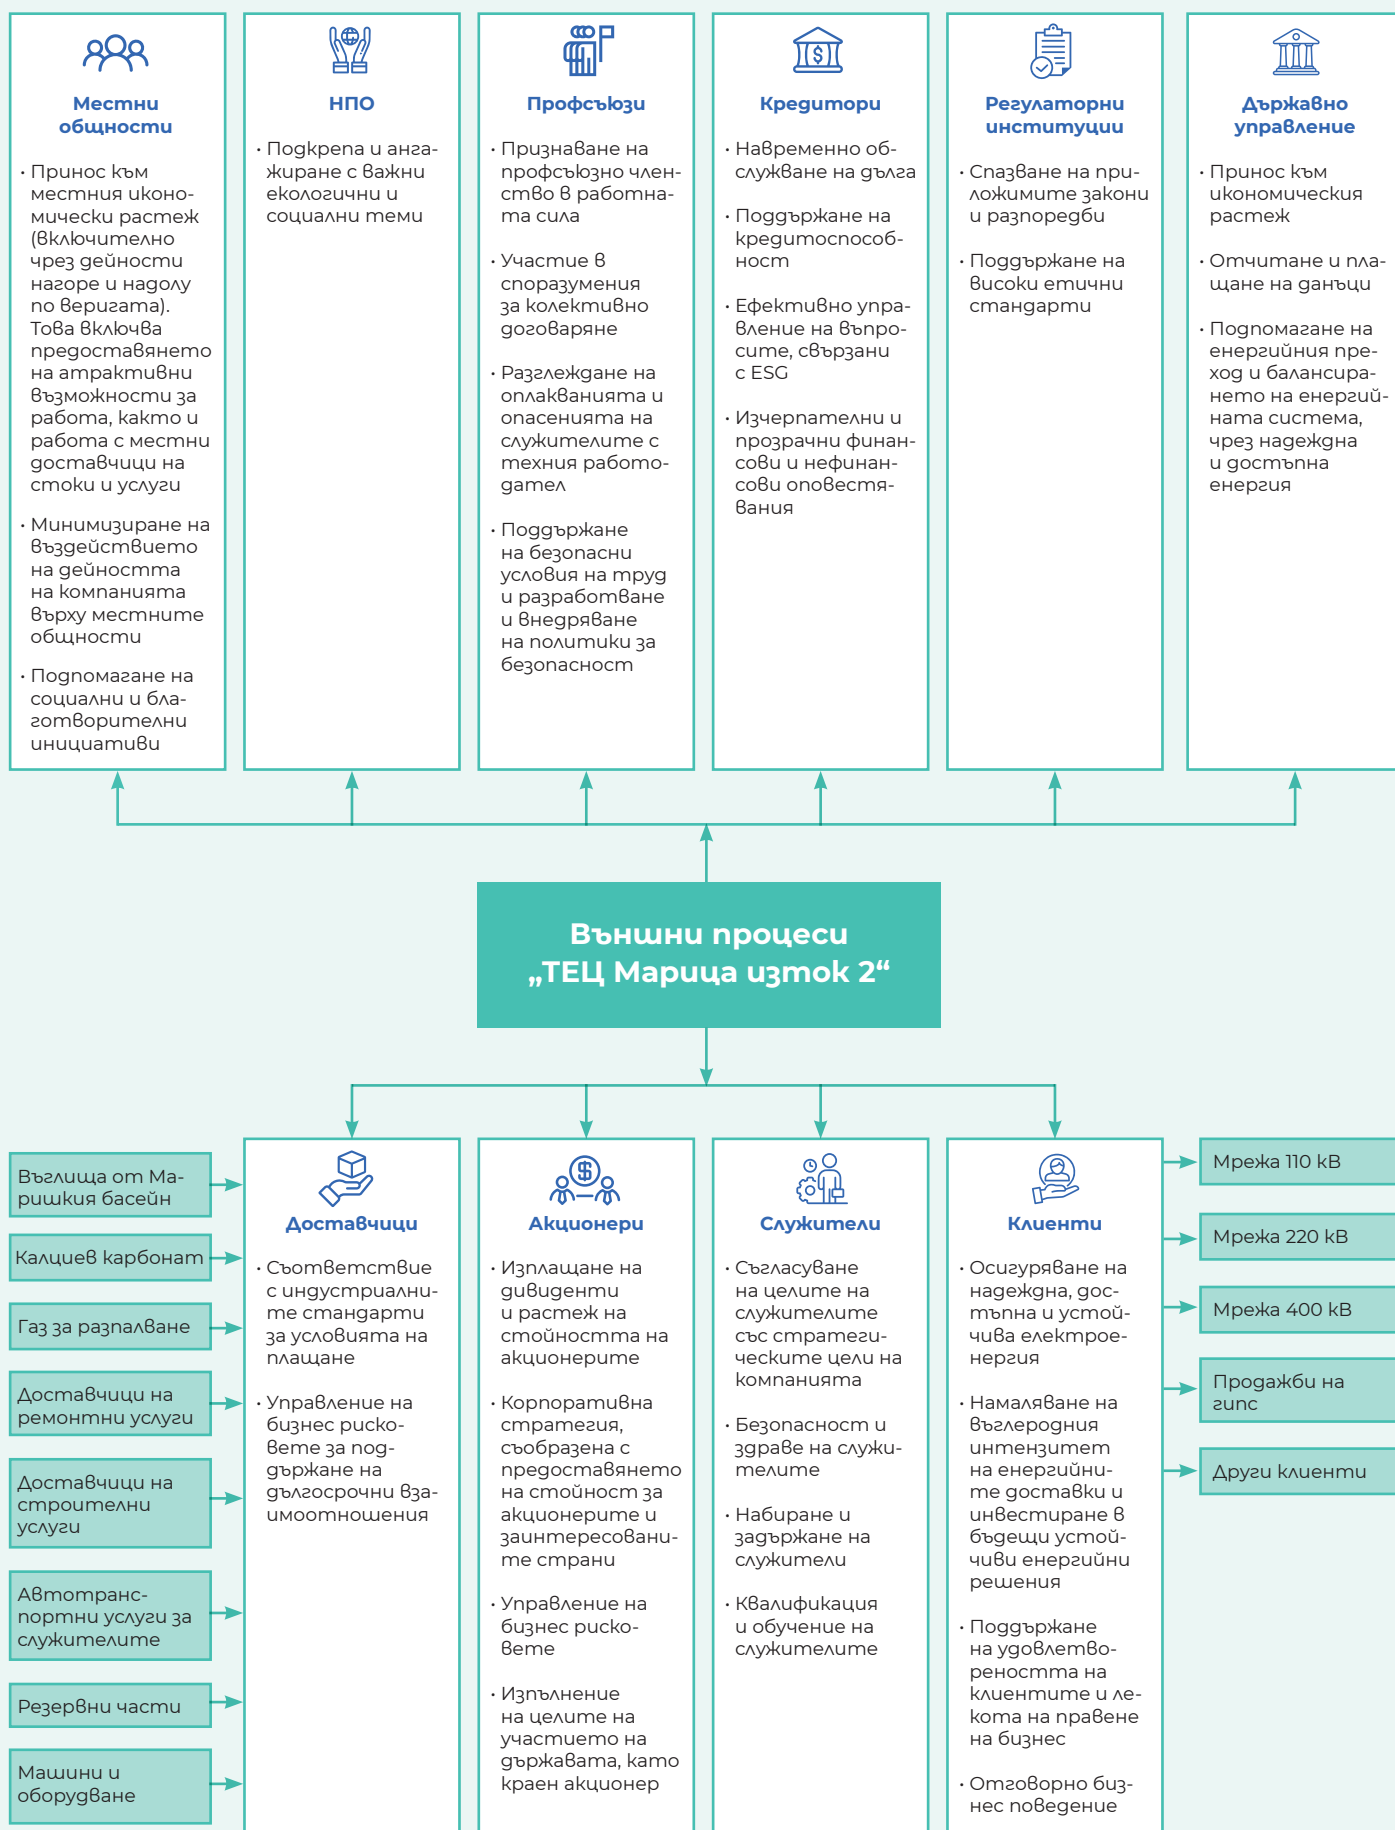 Местни
общности
• Принос към
местния иконо-
мически растеж
(включително
чрез дейности
нагоре и надолу
по веригата).
Това включва
предоставянето
на атрактивни
възможности за
работа, както и
работа с местни
доставчици на
стоки и услуги
• Минимизиране на
въздействието
на дейността
на компанията
върху местните
общности
• Подпомагане на
социални и бла-
готворителни
инициативи
НПО
• Подкрепа и анга-
жиране с важни
екологични и
социални теми
Профсъюзи
• Признаване на
профсъюзно член-
ство в работна-
та сила
• Участие в
споразумения
за колективно
договаряне
• Разглеждане на
оплакванията и
опасенията на
служителите с
техния работо-
дател
• Поддържане
на безопасни
условия на труд
и разработване
и внедряване
на политики за
безопасност
Кредитори
• Навременно об-
служване на дълга
• Поддържане на
кредитоспособ-
ност
• Ефективно упра-
вление на въпро-
сите, свързани
с ESG
• Изчерпателни и
прозрачни финан-
сови и нефинан-
сови оповестя-
вания
Регулаторни
институции
• Спазване на при-
ложимите закони
и разпоредби
• Поддържане на
високи етични
стандарти
Държавно
управление
• Принос към
икономическия
растеж
• Отчитане и пла-
щане на данъци
• Подпомагане на
енергийния пре-
ход и балансира-
нето на енергий-
ната система,
чрез надеждна
и достъпна
енергия
Външни процеси
„ТЕЦ Марица изток 2“
Въглища от Ма-
ришкия басейн
Калциев карбонат
Газ за разпалване
Доставчици на
ремонтни услуги
Доставчици на
строителни
услуги
Автотранс-
портни услуги за
служителите
Резервни части
Машини и
оборудване
Доставчици
• Съответствие
с индустриални-
те стандарти
за условията на
плащане
• Управление на
бизнес риско-
вете за под-
държане на
дългосрочни вза-
имоотношения
Акционери
• Изплащане на
дивиденти
и растеж на
стойността на
акционерите
• Корпоративна
стратегия,
съобразена с
предоставянето
на стойност за
акционерите и
заинтересовани-
те страни
• Управление на
бизнес риско-
вете
• Изпълнение
на целите на
участието на
държавата, като
краен акционер
Служители
• Съгласуване
на целите на
служителите
със стратеги-
ческите цели на
компанията
• Безопасност и
здраве на служи-
телите
• Набиране и
задържане на
служители
• Квалификация
и обучение на
служителите
Клиенти
• Осигуряване на
надеждна, дос-
тъпна и устой-
чива електрое-
нергия
• Намаляване на
въглеродния
интензитет
на енергийни-
те доставки и
инвестиране в
бъдещи устой-
чиви енергийни
решения
• Поддържане
на удовлетво-
реността на
клиентите и ле-
кота на правене
на бизнес
• Отговорно биз-
нес поведение
Мрежа 110 kВ
Мрежа 220 kВ
Мрежа 400 kВ
Продажби на
гипс
Други клиенти